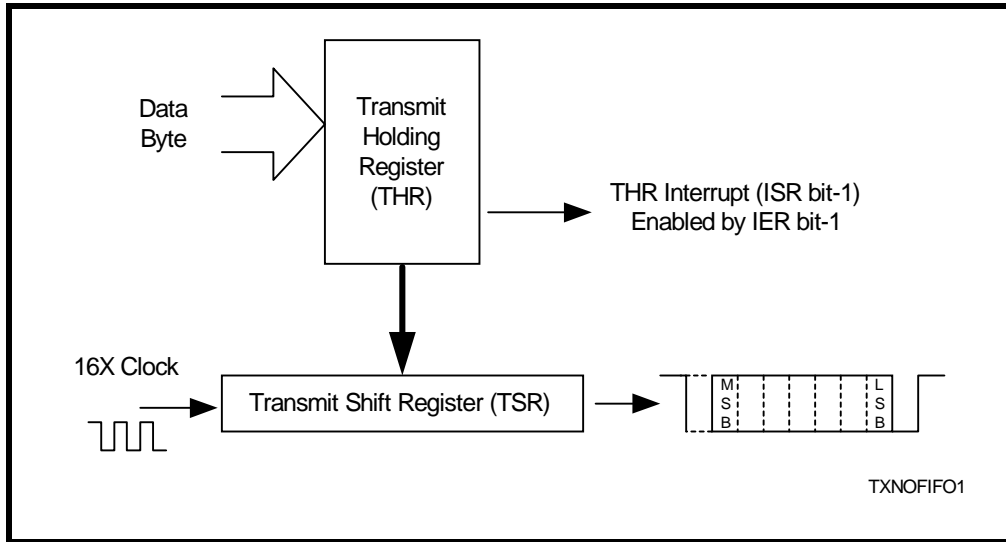 Data
Byte
Transmit
Holding
Register
(THR)
THR Interrupt (ISR bit-1)
Enabled by IER bit-1
16X Clock
Transmit Shift Register (TSR)
M
S
B
L
S
B
TXNOFIFO1